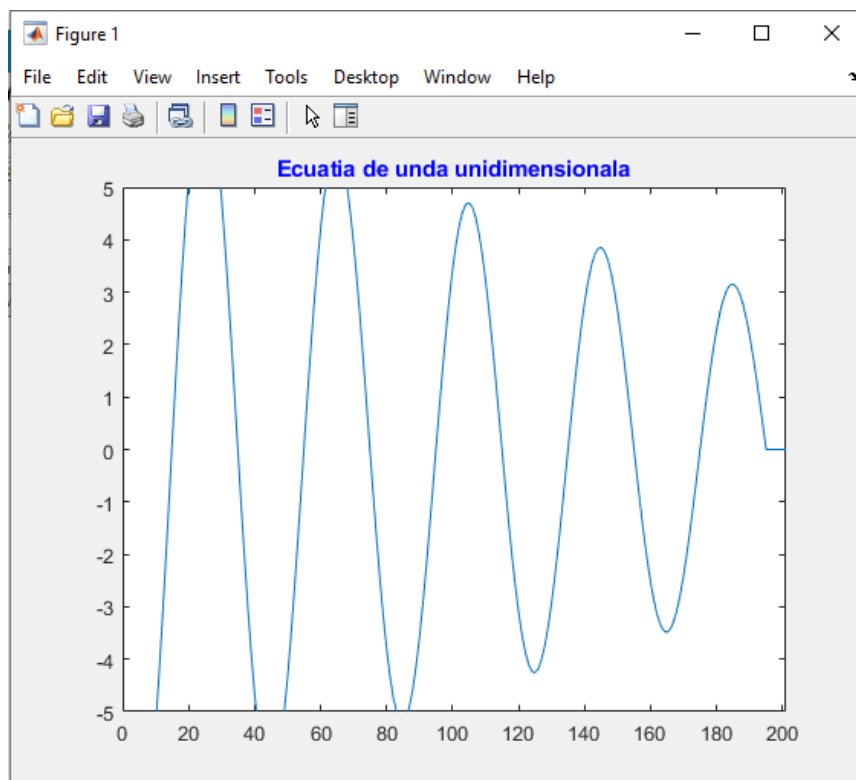 Figure 1
File Edit View Insert Tools Desktop Window Help
Ecuatia de unda unidimensionala
5
4
3
2
1
0
-1
-2
-3
-4
-5
0 20 40 60 80 100 120 140 160 180 200